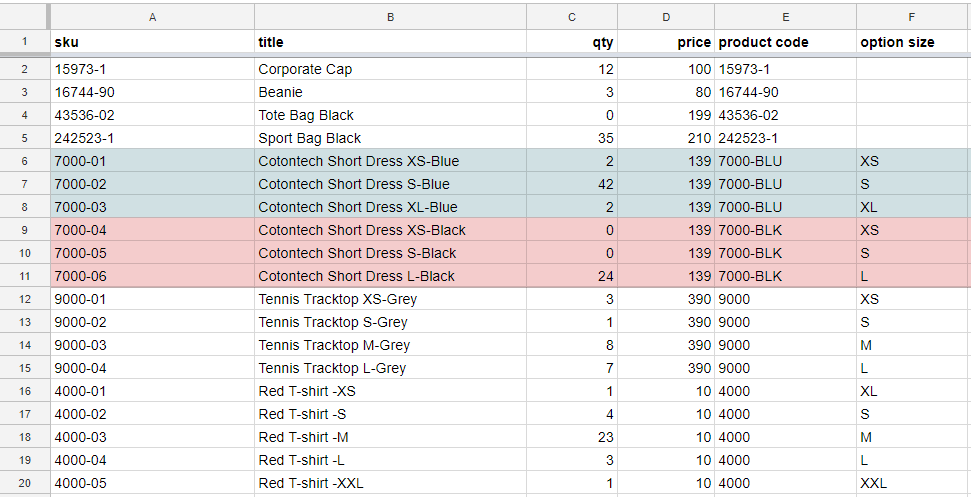 A B C D E F
1 sku title qty price product code option size
2 15973-1 Corporate Cap 12 100 15973-1
3 16744-90 Beanie 3 80 16744-90
4 43536-02 Tote Bag Black 0 199 43536-02
5 242523-1 Sport Bag Black 35 210 242523-1
6 7000-01 Cotontech Short Dress XS-Blue 2 139 7000-BLU XS
7 7000-02 Cotontech Short Dress S-Blue 42 139 7000-BLU S
8 7000-03 Cotontech Short Dress XL-Blue 2 139 7000-BLU XL
9 7000-04 Cotontech Short Dress XS-Black 0 139 7000-BLK XS
10 7000-05 Cotontech Short Dress S-Black 0 139 7000-BLK S
11 7000-06 Cotontech Short Dress L-Black 24 139 7000-BLK L
12 9000-01 Tennis Tracktop XS-Grey 3 390 9000 XS
13 9000-02 Tennis Tracktop S-Grey 1 390 9000 S
14 9000-03 Tennis Tracktop M-Grey 8 390 9000 M
15 9000-04 Tennis Tracktop L-Grey 7 390 9000 L
16 4000-01 Red T-shirt -XS 1 10 4000 XL
17 4000-02 Red T-shirt -S 4 10 4000 S
18 4000-03 Red T-shirt -M 23 10 4000 M
19 4000-04 Red T-shirt -L 3 10 4000 L
20 4000-05 Red T-shirt -XXL 1 10 4000 XXL